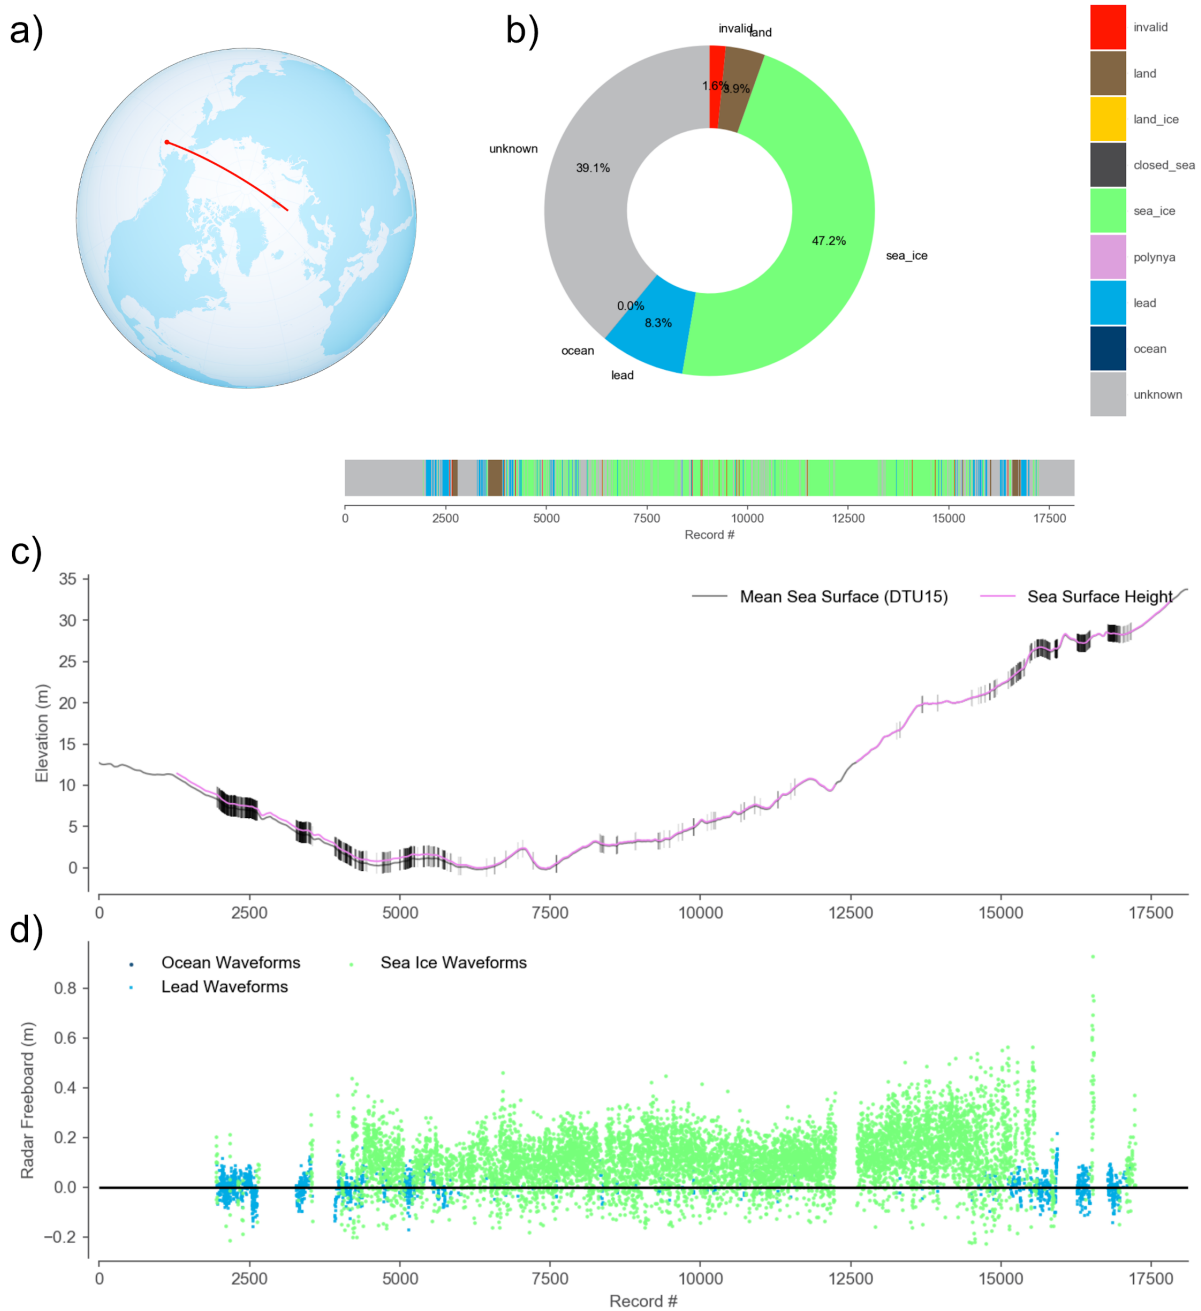 a)
b)
invalid
land
1.6%
3.9%
unknown
39.1%
47.2%
sea_ice
0.0%
8.3%
ocean
lead
invalid
land
land_ice
closed_sea
sea_ice
polynya
lead
ocean
unknown
0 2500 5000 7500 10000 12500 15000 17500
Record #
c)
35
30
25
20
15
10
5
0
Elevation (m)
Mean Sea Surface (DTU15)
Sea Surface Height
0 2500 5000 7500 10000 12500 15000 17500
d)
Ocean Waveforms
Lead Waveforms
Sea Ice Waveforms
0.8
0.6
0.4
0.2
0.0
−0.2
Radar Freeboard (m)
0 2500 5000 7500 10000 12500 15000 17500
Record #